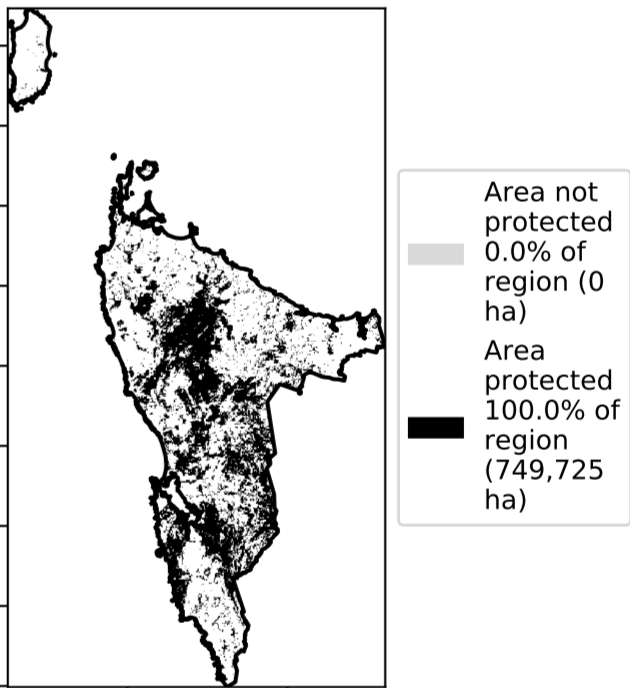 Area not
protected
0.0% of
region (0
ha)
Area
protected
100.0% of
region
(749,725
ha)